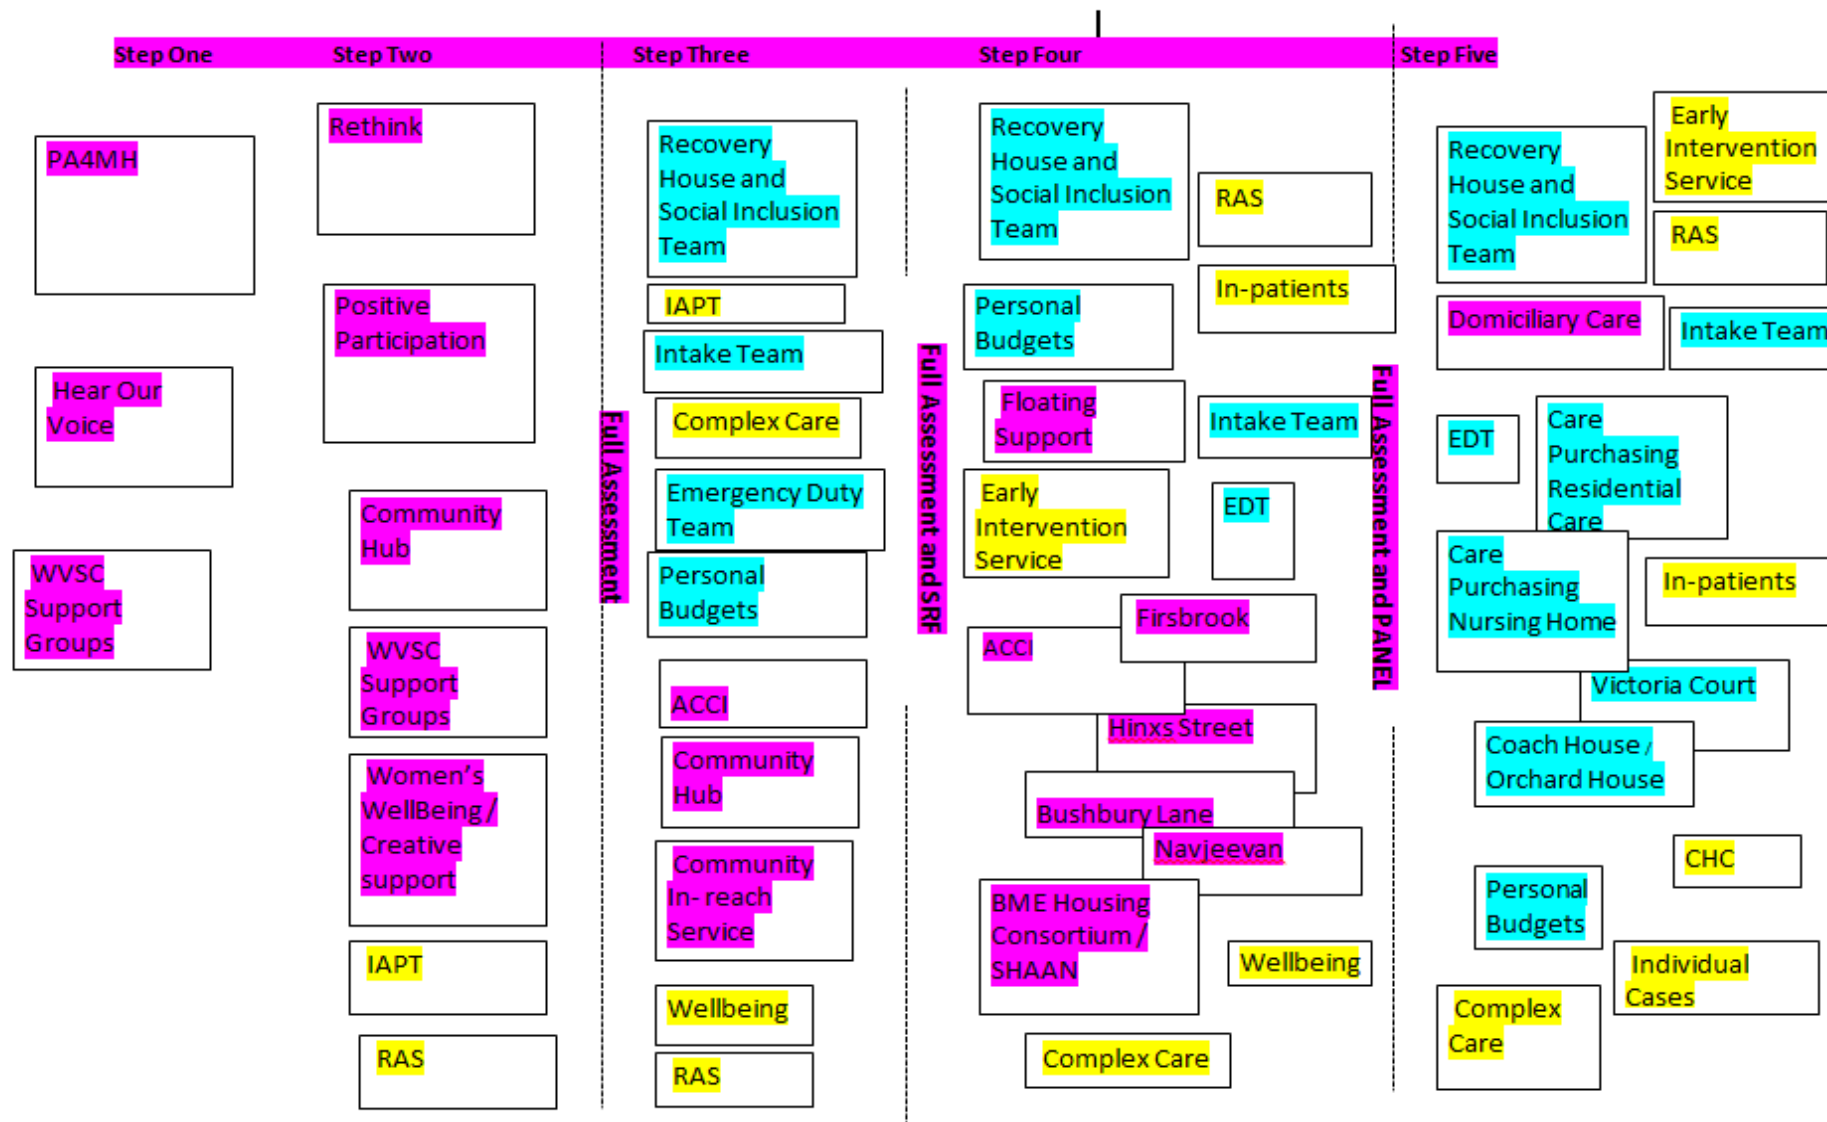 Step One
Step Two
Step Three
Step Four
Step Five
PA4MH
Hear Our
Voice
WVSC
Support
Groups
Rethink
Positive
Participation
Community
Hub
WVSC
Support
Groups
Women's
WellBeing /
Creative
support
IAPT
RAS
Full Assessment
Recovery
House and
Social Inclusion
Team
IAPT
Intake Team
Complex Care
Emergency Duty
Team
Personal
Budgets
ACCI
Community
Hub
Community
In- reach
Service
Wellbeing
RAS
Full Assessment and SRF
Recovery
House and
Social Inclusion
Team
RAS
In-patients
Personal
Budgets
Floating
Support
Intake Team
Early
Intervention
Service
EDT
Firsbrook
ACCI
Hinxs Street
Bushbury Lane
Navjeevan
BME Housing
Consortium /
SHAAN
Wellbeing
Complex Care
Full Assessment and PANEL
Early
Intervention
Service
Recovery
House and
Social Inclusion
Team
RAS
Domiciliary Care
Intake Team
EDT
Care
Purchasing
Residential
Care
Care
Purchasing
Nursing Home
In-patients
Victoria Court
Coach House /
Orchard House
CHC
Personal
Budgets
Individual
Cases
Complex
Care